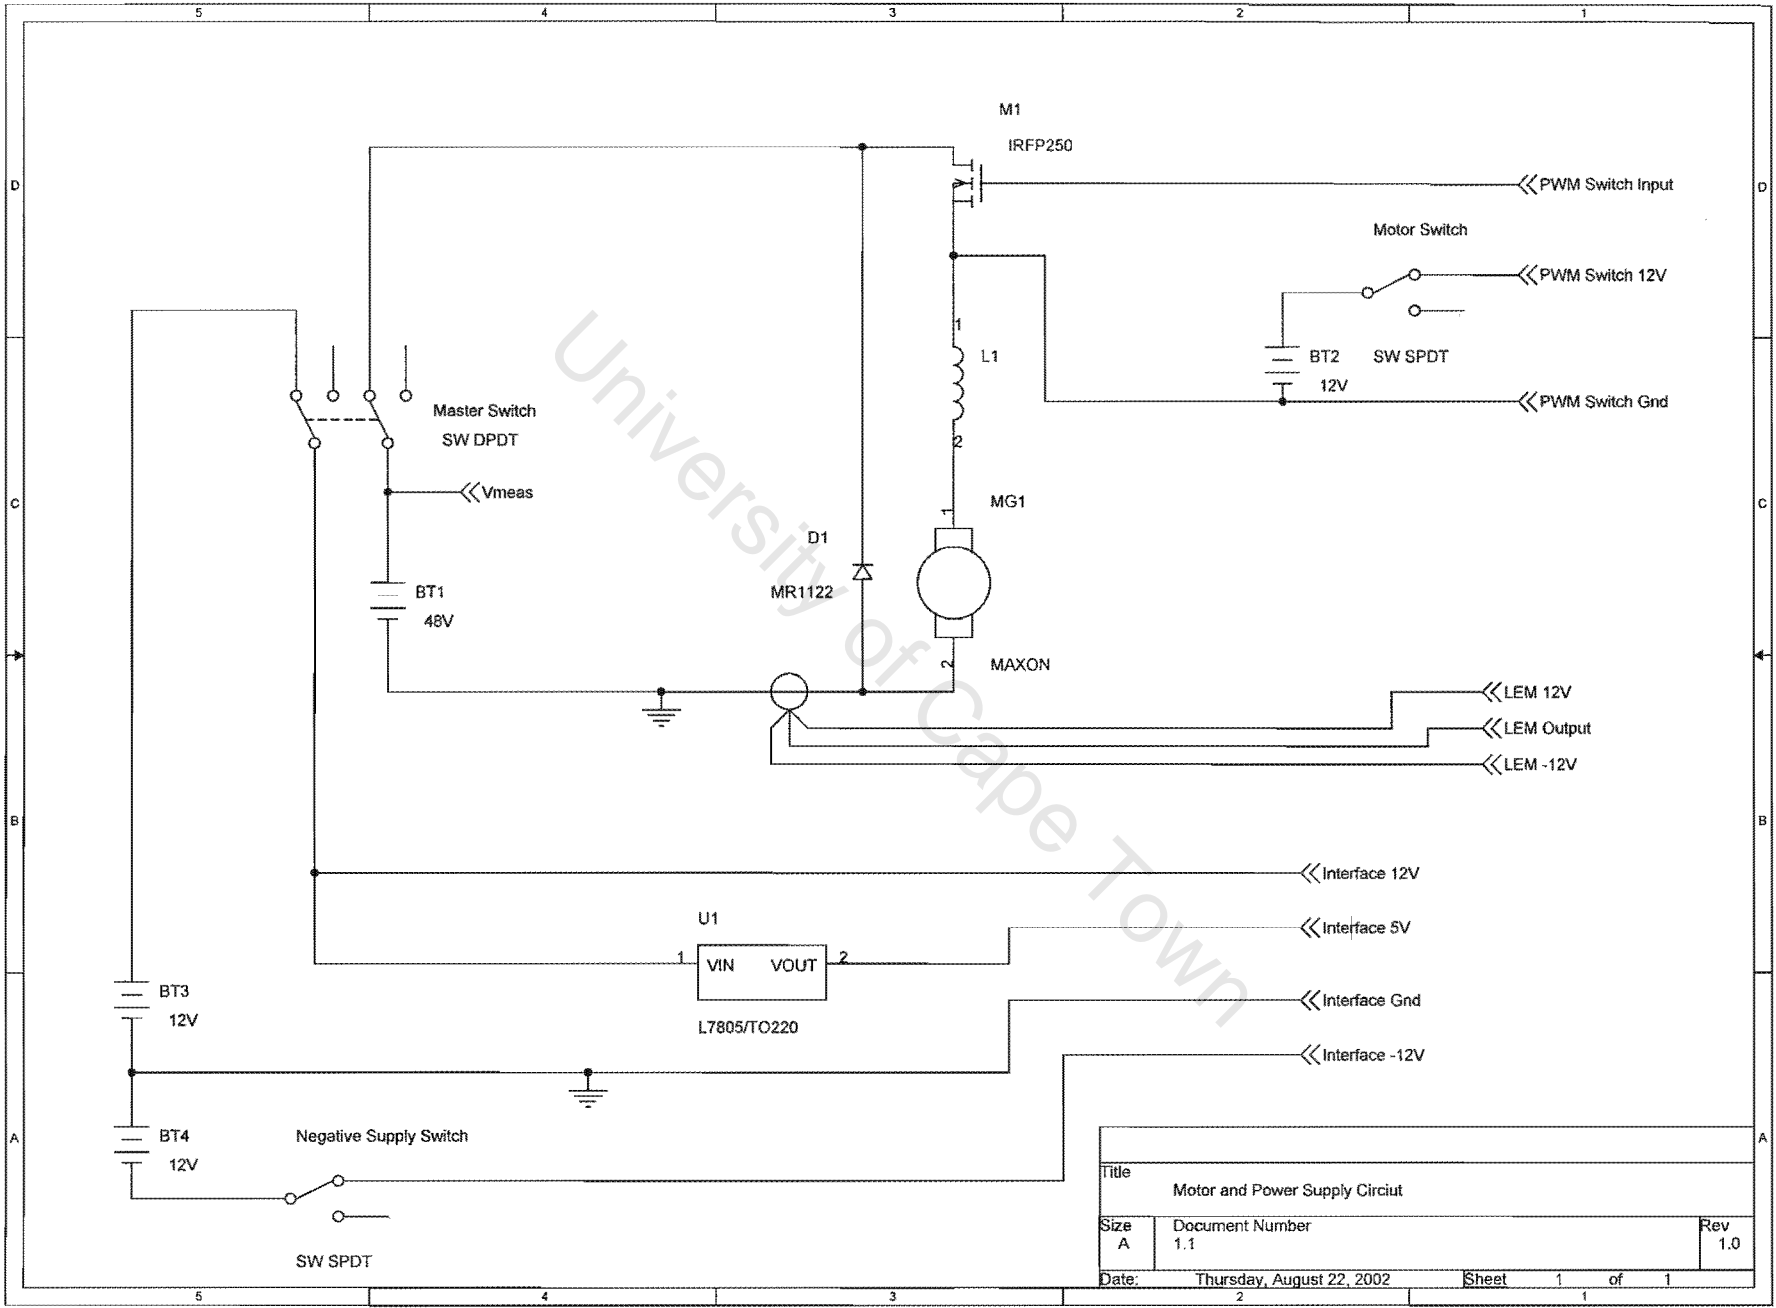 5 4 3 2 1
M1
IRFP250
D D
PWM Switch Input
Motor Switch
PWM Switch 12V
1
L1
BT2 SW SPDT
12V
PWM Switch Gnd
Master Switch
SW DPDT
2
Vmeas
C C
MG1
1
D1
MR1122
BT1
48V
2
MAXON
LEM 12V
LEM Output
LEM -12V
B B
Interface 12V
U1
Interface 5V
1 VIN VOUT 2
BT3
12V
Interface Gnd
L7805/TO220
Interface -12V
BT4
12V
Negative Supply Switch
A A
SW SPDT
Title
Motor and Power Supply Circiut
Size Document Number Rev
A 1.1 1.0
Date: Thursday, August 22, 2002 Sheet 1 of 1
5 4 3 2 1
University of Cape Town